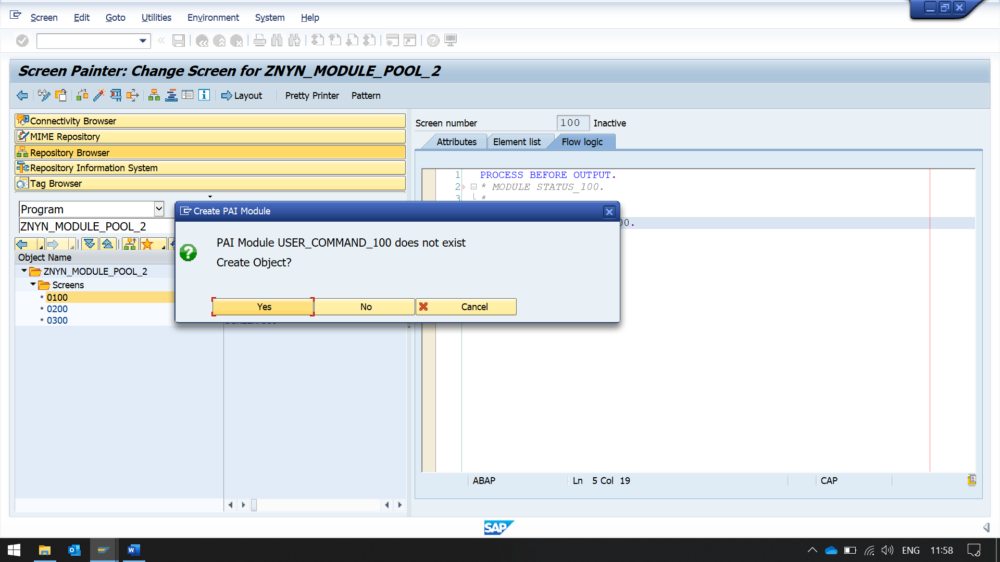 Screen Edit Goto Utilities Environment System Help
Screen Painter: Change Screen for ZNYN_MODULE_POOL_2
Layout Pretty Printer Pattern
Connectivity Browser
MIME Repository
Repository Browser
Repository Information System
Tag Browser
Program
ZNYN_MODULE_POOL_2
Object Name
ZNYN_MODULE_POOL_2
Screens
0100
0200
0300
Screen number 100 Inactive
Attributes Element list Flow logic
1 PROCESS BEFORE OUTPUT.
2 * MODULE STATUS_100.
3 *
00.
Create PAI Module
PAI Module USER_COMMAND_100 does not exist
Create Object?
Yes No Cancel
ABAP Ln 5 Col 19 CAP
SAP
ENG 11:58